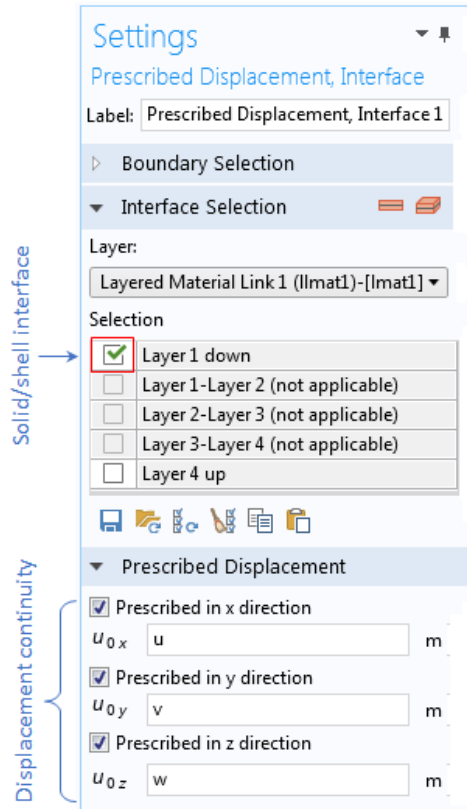 Settings
Prescribed Displacement, Interface
Label: Prescribed Displacement, Interface 1
Boundary Selection
Interface Selection
Layer:
Layered Material Link 1 (llmat1)-[lmat1]
Selection
Solid/shell interface
Layer 1 down
Layer 1-Layer 2 (not applicable)
Layer 2-Layer 3 (not applicable)
Layer 3-Layer 4 (not applicable)
Layer 4 up
Prescribed Displacement
Displacement continuity
Prescribed in x direction
u0x u m
Prescribed in y direction
u0y v m
Prescribed in z direction
u0z w m